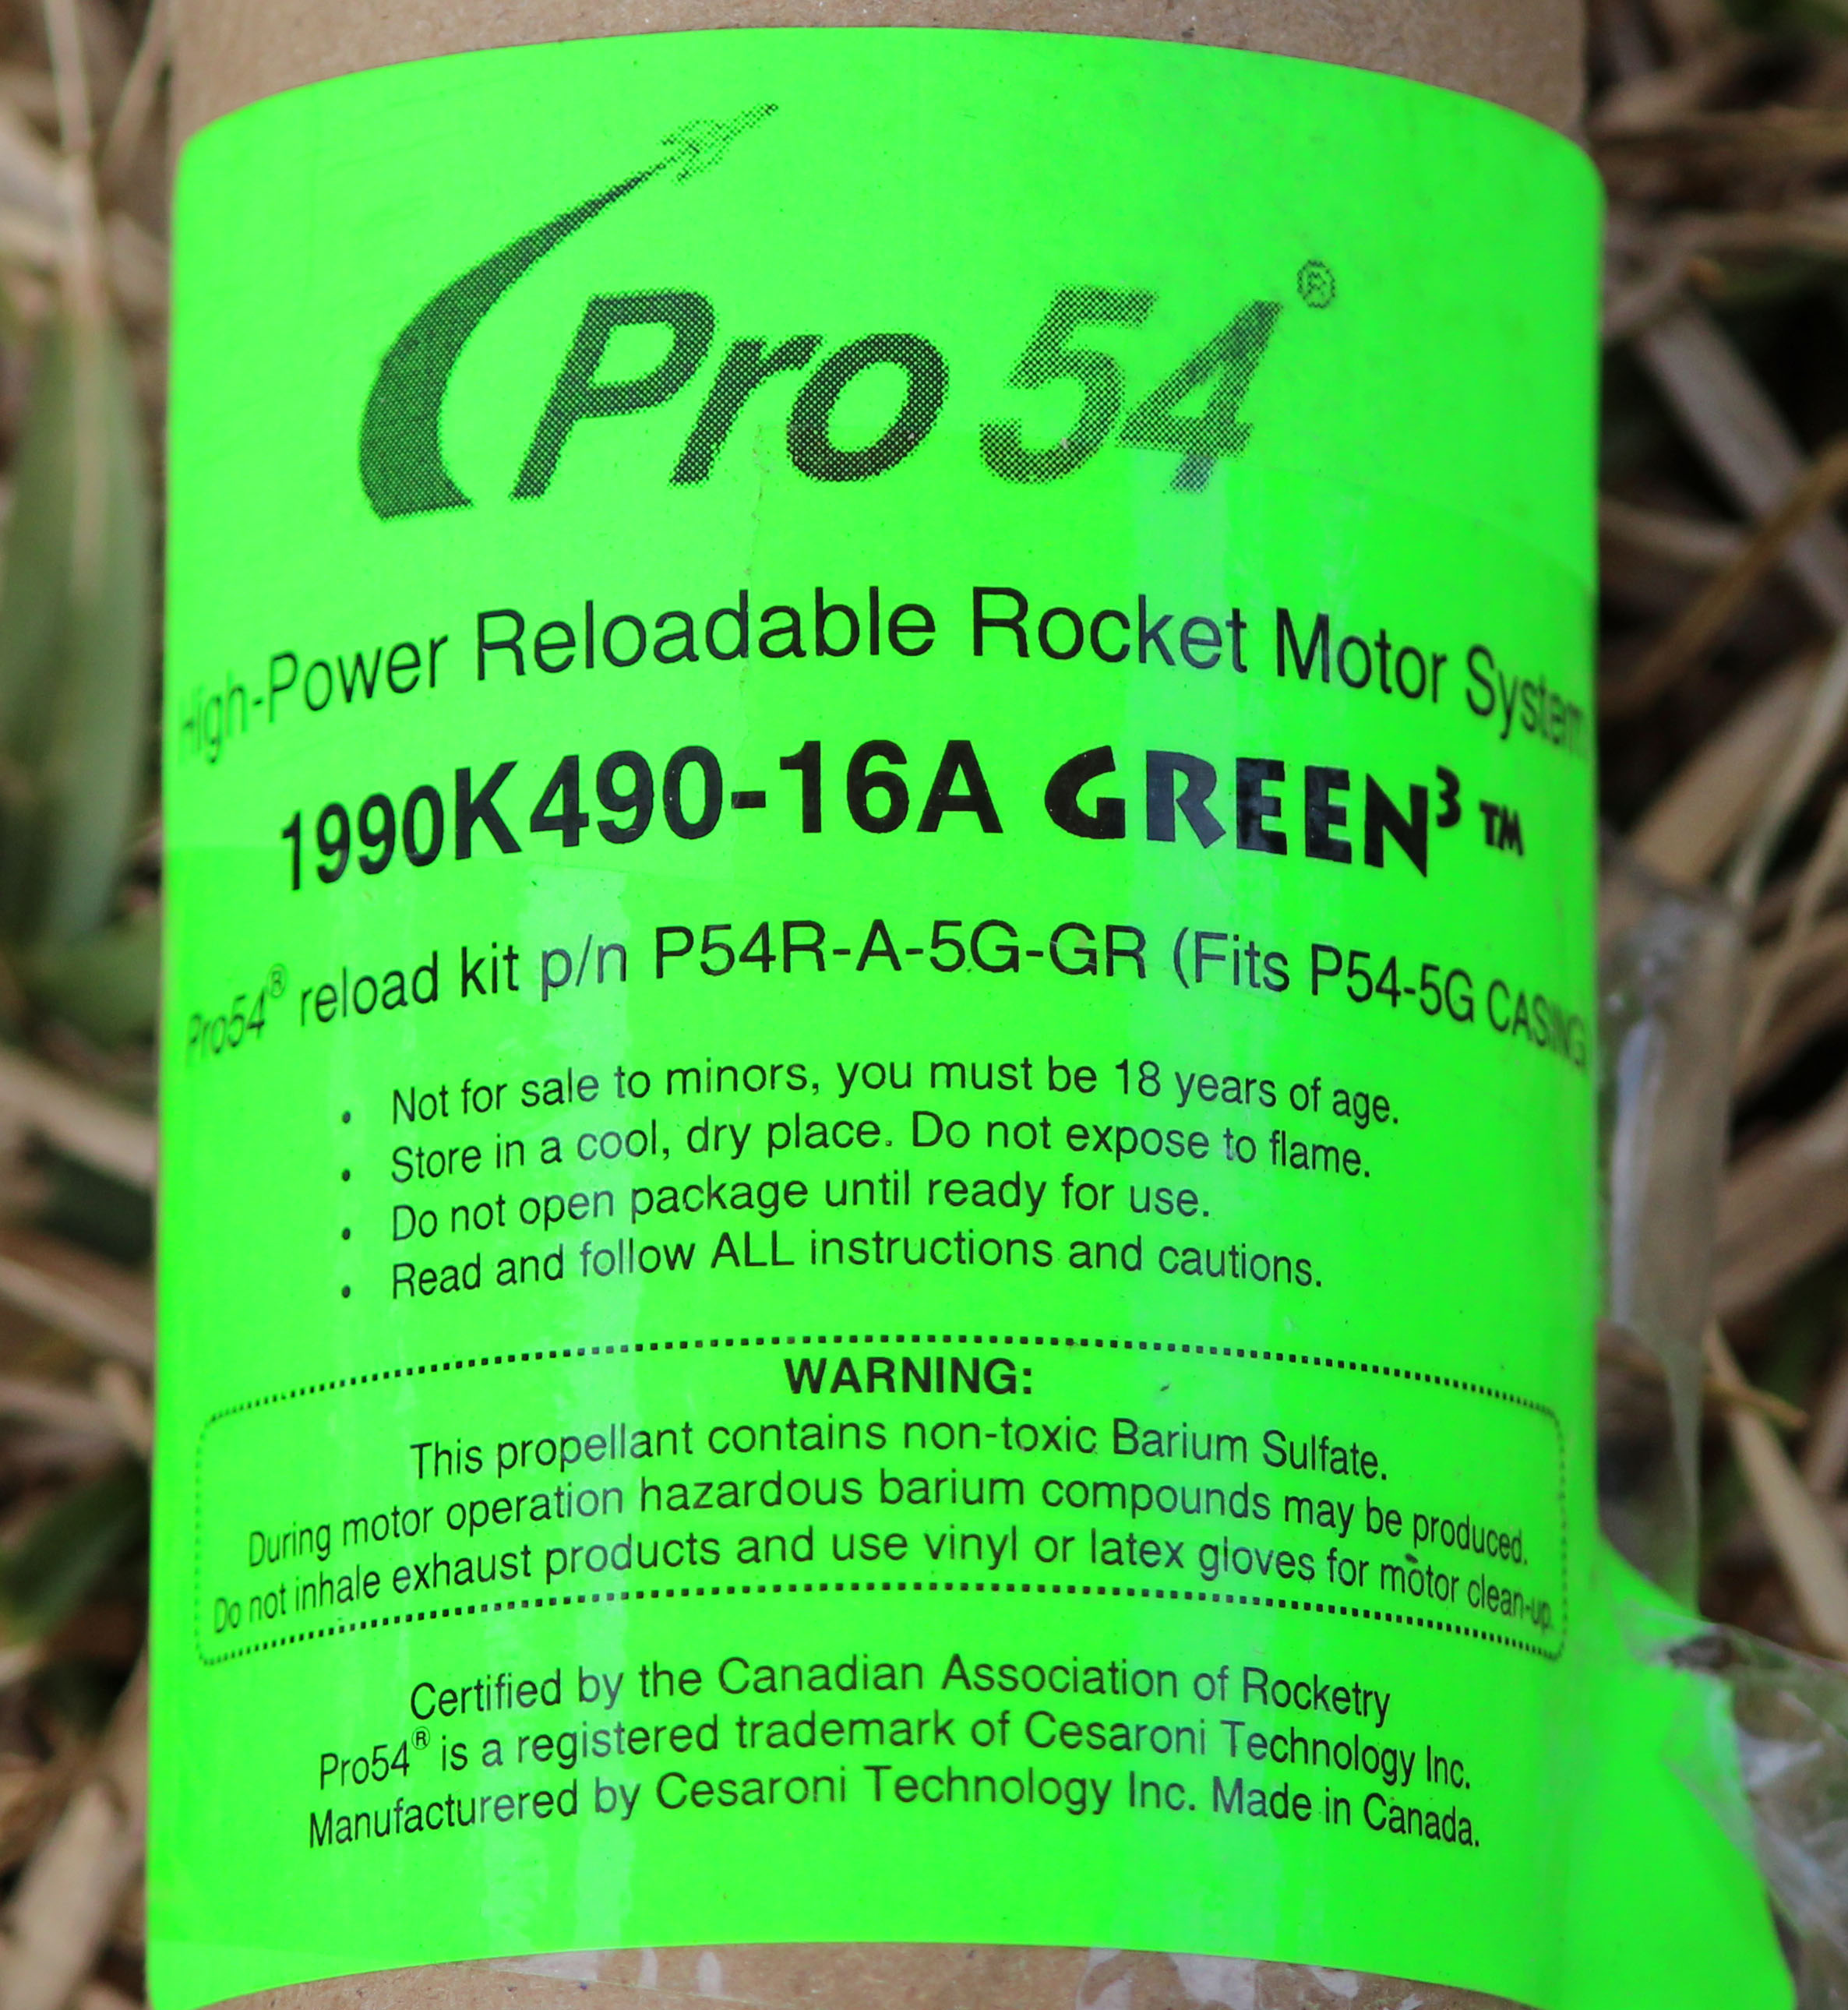 Pro 54®
High-Power Reloadable Rocket Motor System
1990K490-16A GREEN³ ™
Pro54® reload kit p/n P54R-A-5G-GR (Fits P54-5G CASING)
• Not for sale to minors, you must be 18 years of age.
• Store in a cool, dry place. Do not expose to flame.
• Do not open package until ready for use.
• Read and follow ALL instructions and cautions.
WARNING:
This propellant contains non-toxic Barium Sulfate.
During motor operation hazardous barium compounds may be produced.
Do not inhale exhaust products and use vinyl or latex gloves for motor clean-up.
Certified by the Canadian Association of Rocketry
Pro54® is a registered trademark of Cesaroni Technology Inc.
Manufacturered by Cesaroni Technology Inc. Made in Canada.